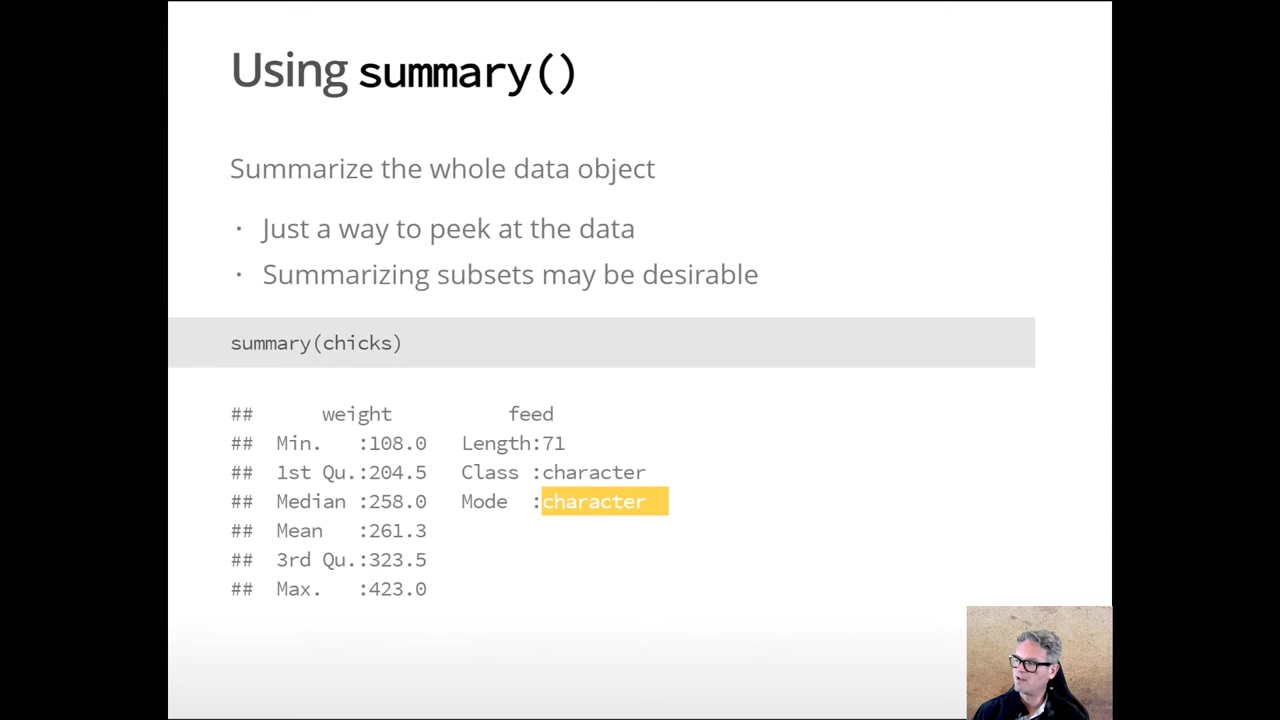 Using summary()
Summarize the whole data object
· Just a way to peek at the data
· Summarizing subsets may be desirable
summary(chicks)
##      weight          feed
##  Min.   :108.0   Length:71
##  1st Qu.:204.5   Class :character
##  Median :258.0   Mode  :character
##  Mean   :261.3
##  3rd Qu.:323.5
##  Max.   :423.0